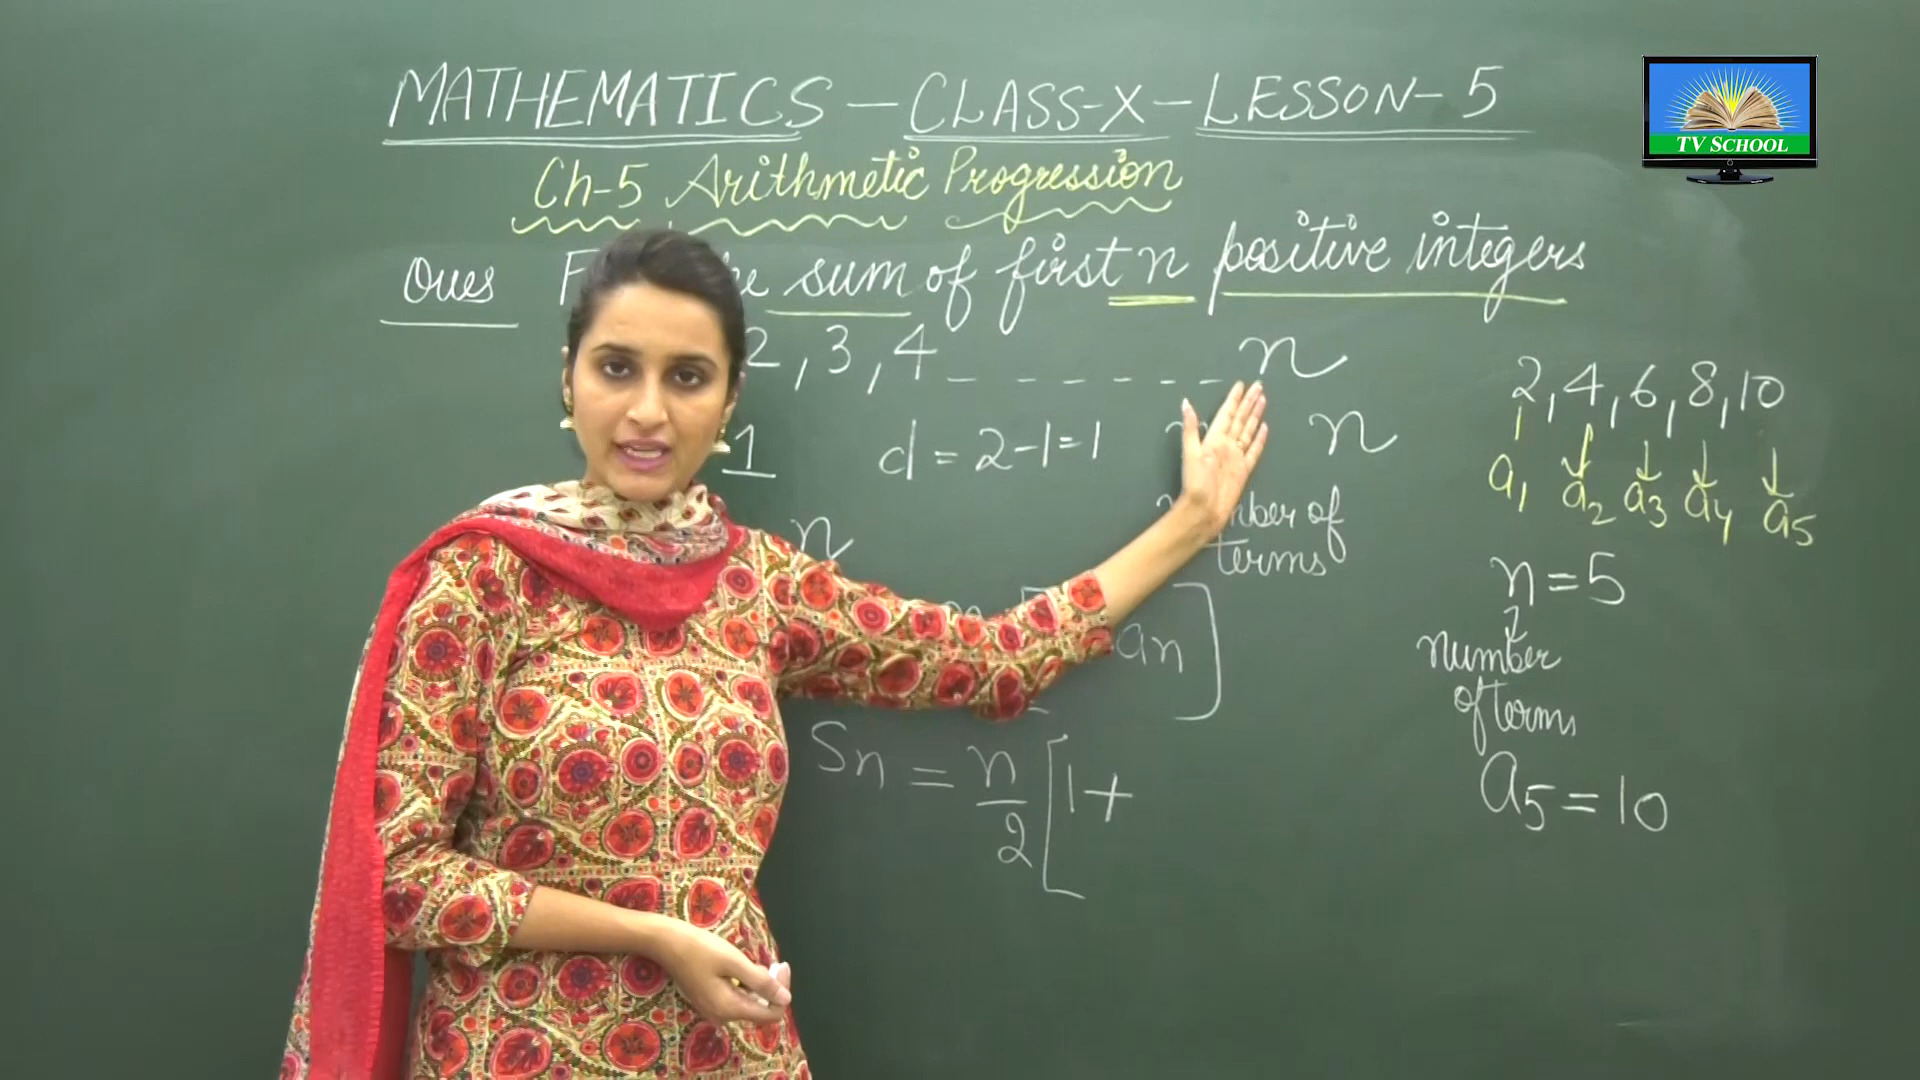 MATHEMATICS - CLASS-X - LESSON-5
TV SCHOOL
Ch-5 Arithmetic Progression
Ques sum of first n positive integers
2, 3, 4 - - - - - - n
1 d = 2-1=1 n
n
of
terms
an]
Sn = n/2 [1+
2, 4, 6, 8, 10
a1 a2 a3 a4 a5
n = 5
number
of terms
a5 = 10